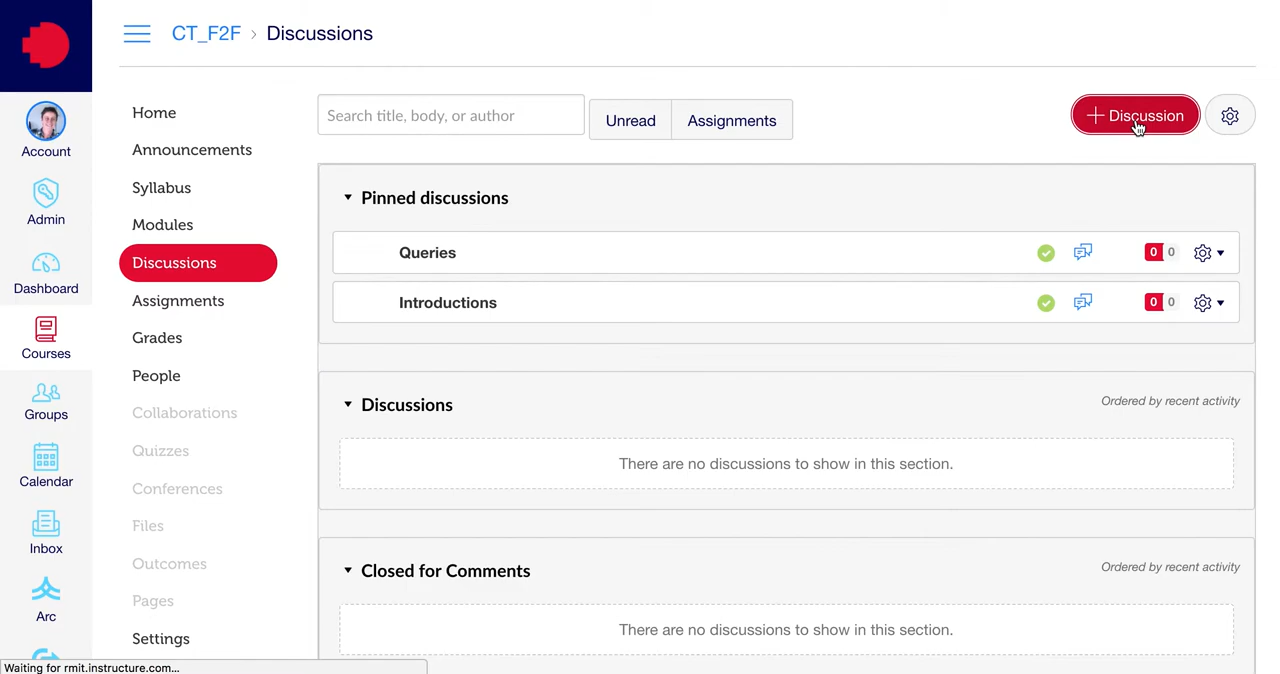 CT_F2F > Discussions
Account
Admin
Dashboard
Courses
Groups
Calendar
Inbox
Arc
Home
Announcements
Syllabus
Modules
Discussions
Assignments
Grades
People
Collaborations
Quizzes
Conferences
Files
Outcomes
Pages
Settings
Search title, body, or author
Unread
Assignments
+ Discussion
Pinned discussions
Queries 0 0
Introductions 0 0
Discussions
Ordered by recent activity
There are no discussions to show in this section.
Closed for Comments
Ordered by recent activity
There are no discussions to show in this section.
Waiting for rmit.instructure.com...